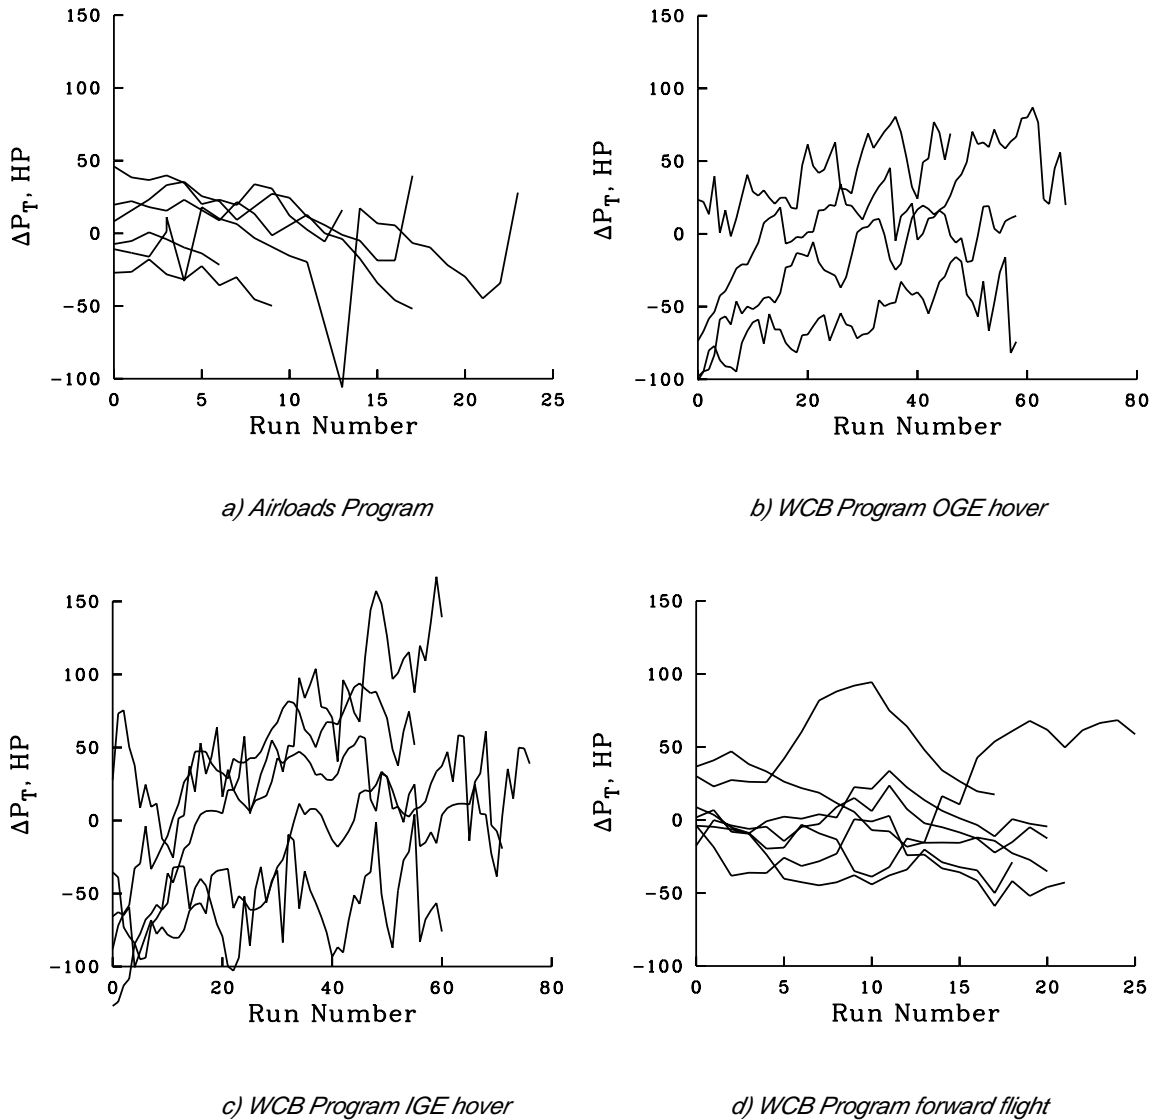 150
100
50
0
−50
−100
ΔP_T, HP
0 5 10 15 20 25
Run Number
a) Airloads Program
150
100
50
0
−50
−100
ΔP_T, HP
0 20 40 60 80
Run Number
b) WCB Program OGE hover
150
100
50
0
−50
−100
ΔP_T, HP
0 20 40 60 80
Run Number
c) WCB Program IGE hover
150
100
50
0
−50
−100
ΔP_T, HP
0 5 10 15 20 25
Run Number
d) WCB Program forward flight